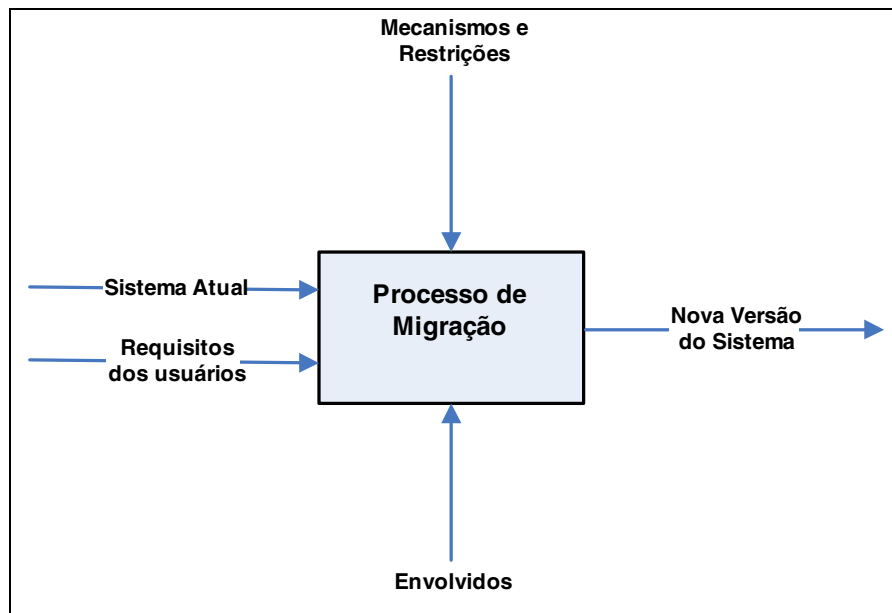 Mecanismos e
Restrições
Sistema Atual
Requisitos
dos usuários
Processo de
Migração
Nova Versão
do Sistema
Envolvidos